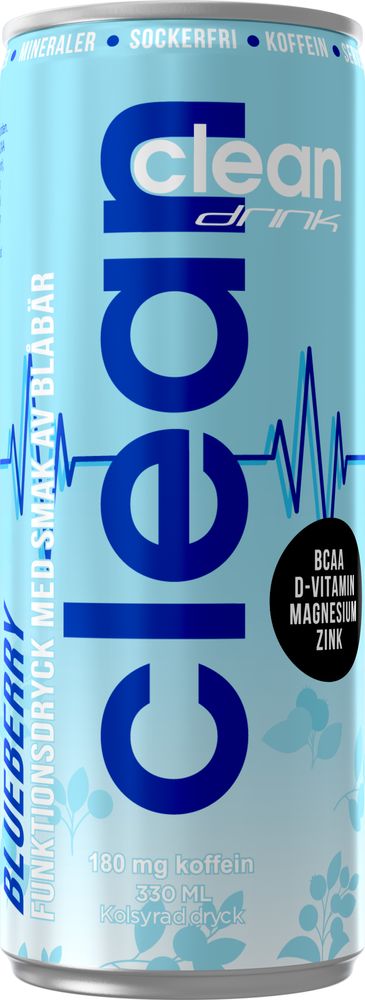 • MINERALER • SOCKERFRI • KOFFEIN •
clean
drink
clean
BLUEBERRY
FUNKTIONSDRYCK MED SMAK AV BLÅBÄR
BCAA
D-VITAMIN
MAGNESIUM
ZINK
180 mg koffein
330 ML
Kolsyrad dryck